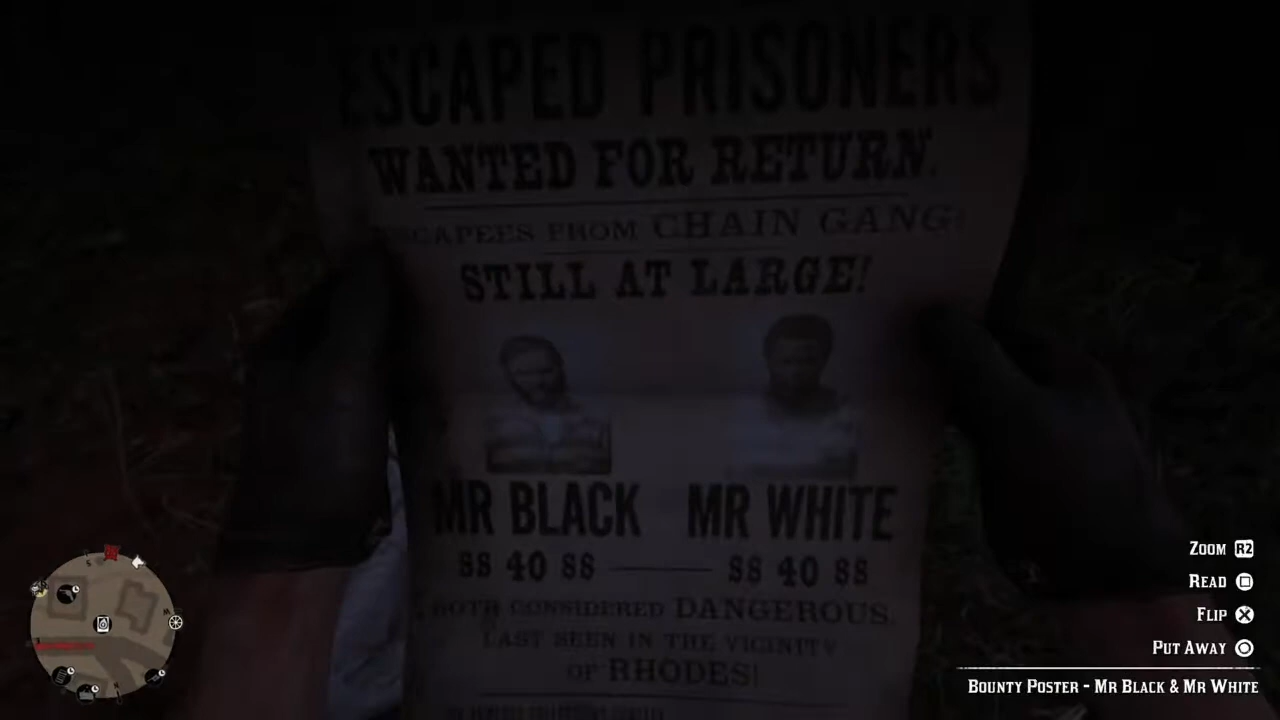 ESCAPED PRISONERS
WANTED FOR RETURN.
ESCAPEES FROM CHAIN GANG
STILL AT LARGE!
MR BLACK MR WHITE
$$ 40 $$ $$ 40 $$
BOTH CONSIDERED DANGEROUS.
LAST SEEN IN THE VICINITY
OF RHODES
ZOOM R2
READ
FLIP
PUT AWAY
BOUNTY POSTER - MR BLACK & MR WHITE